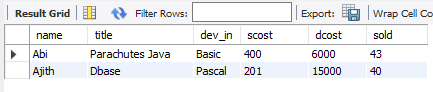 Result Grid Filter Rows: Export: Wrap Cell Co
name title dev_in scost dcost sold
Abi Parachutes Java Basic 400 6000 43
Ajith Dbase Pascal 201 15000 40